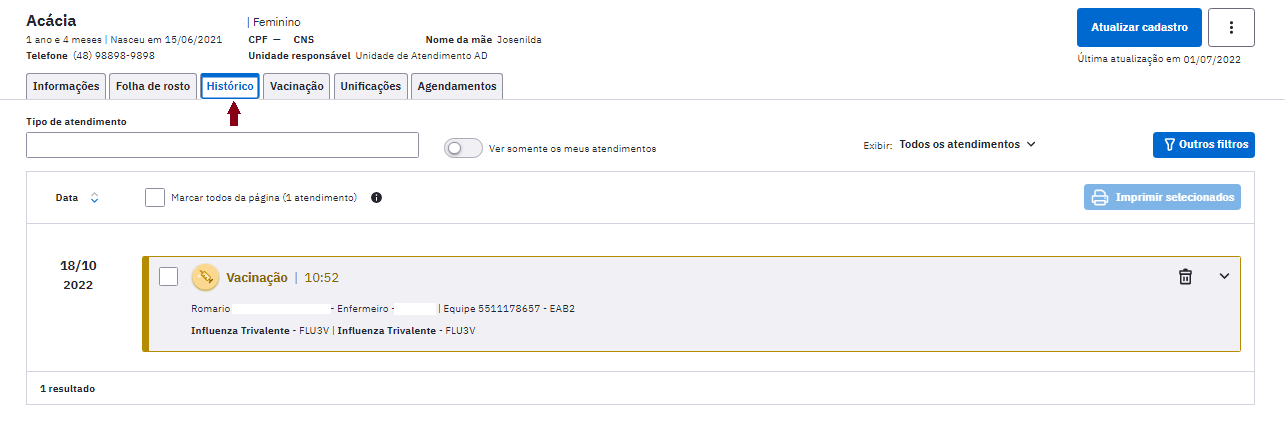 Acácia | Feminino
1 ano e 4 meses | Nasceu em 15/06/2021 CPF — CNS Nome da mãe Josenilda
Telefone (48) 98898-9898 Unidade responsável Unidade de Atendimento AD
Atualizar cadastro
Última atualização em 01/07/2022
Informações Folha de rosto Histórico Vacinação Unificações Agendamentos
Tipo de atendimento
Ver somente os meus atendimentos Exibir: Todos os atendimentos Outros filtros
Data Marcar todos da página (1 atendimento) Imprimir selecionados
18/10
2022
Vacinação | 10:52
Romario - Enfermeiro - | Equipe 5511178657 - EAB2
Influenza Trivalente - FLU3V | Influenza Trivalente - FLU3V
1 resultado